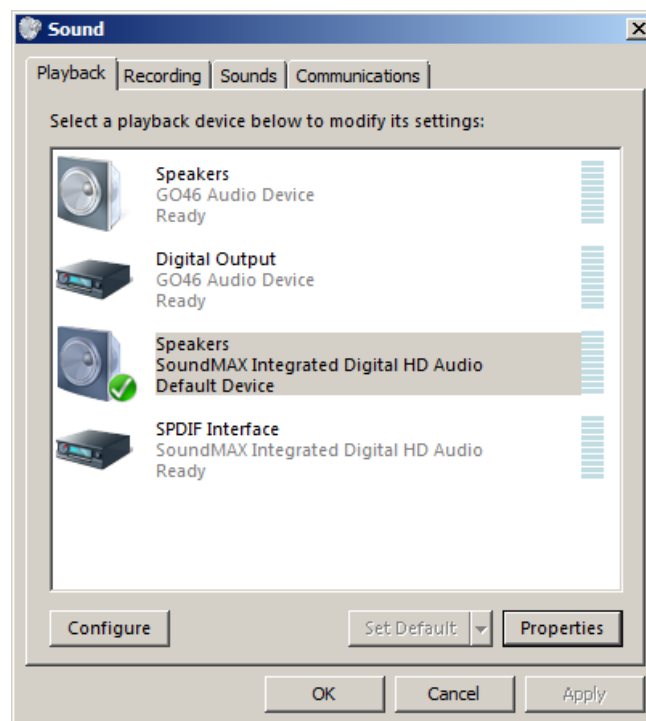 Sound
Playback Recording Sounds Communications
Select a playback device below to modify its settings:
Speakers
GO46 Audio Device
Ready
Digital Output
GO46 Audio Device
Ready
Speakers
SoundMAX Integrated Digital HD Audio
Default Device
SPDIF Interface
SoundMAX Integrated Digital HD Audio
Ready
Configure Set Default Properties
OK Cancel Apply